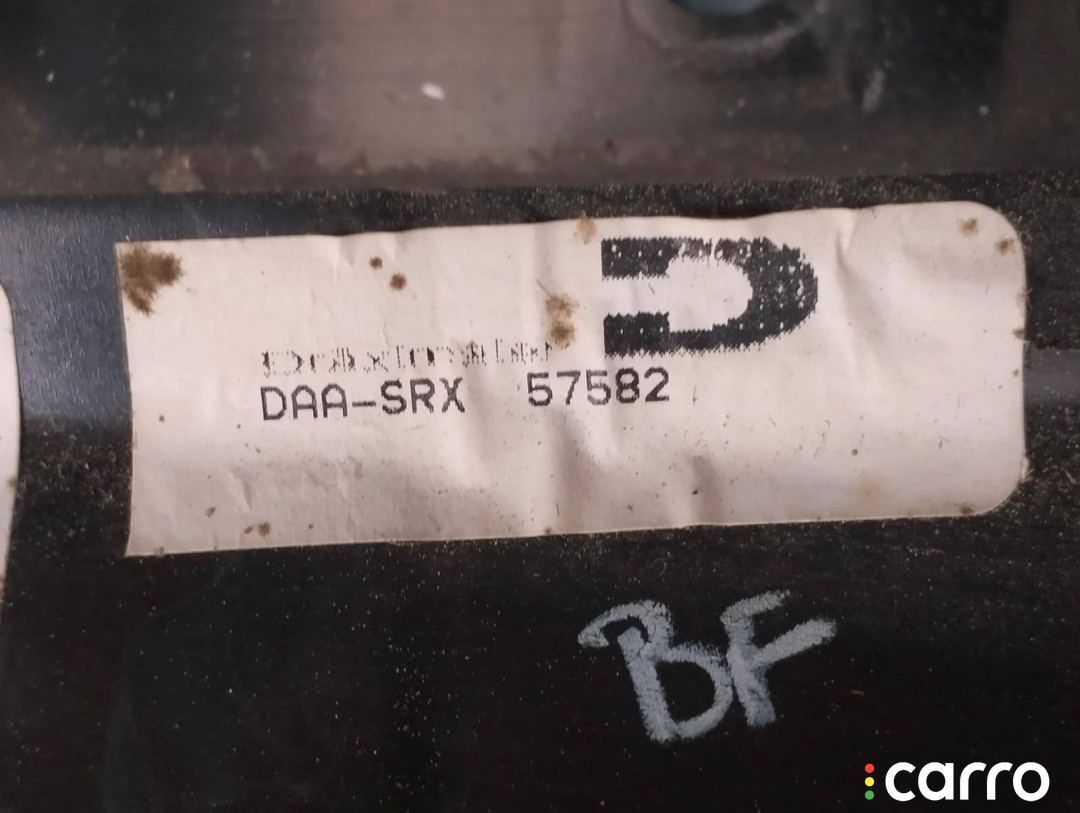 D
DAA-SRX 57582
BF
carro